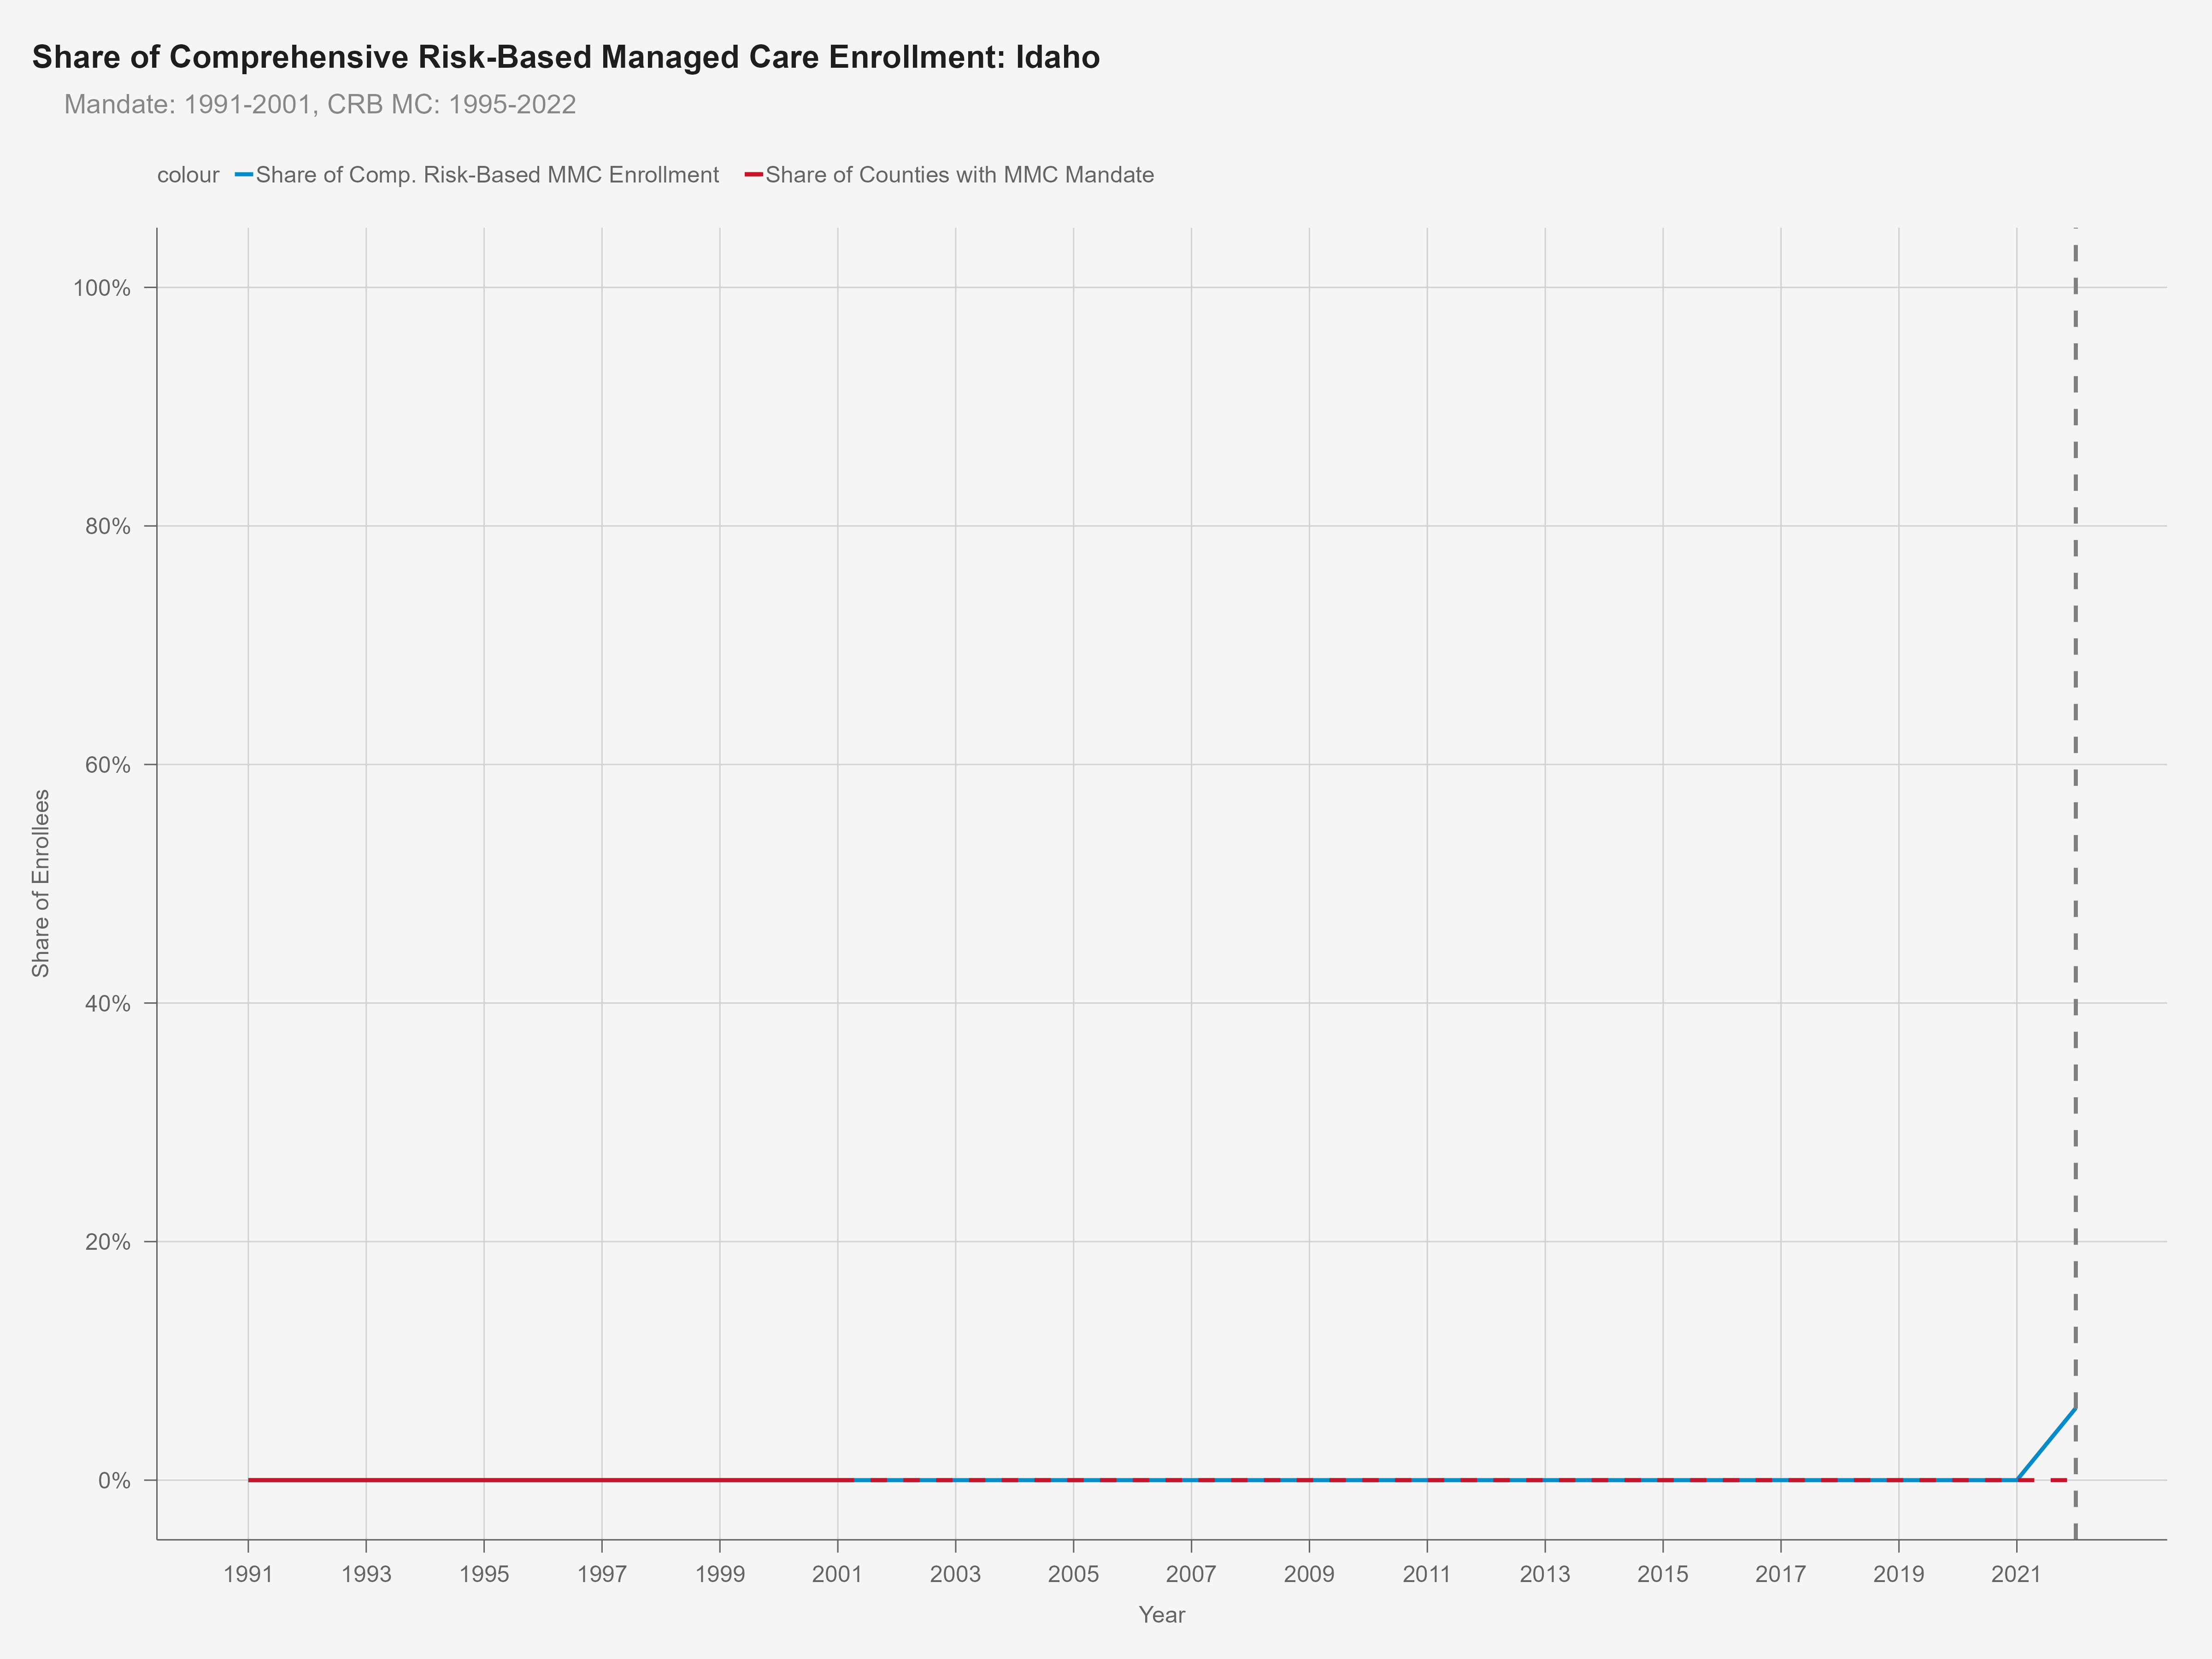 Share of Comprehensive Risk-Based Managed Care Enrollment: Idaho
Mandate: 1991-2001, CRB MC: 1995-2022
colour Share of Comp. Risk-Based MMC Enrollment Share of Counties with MMC Mandate
100%
80%
60%
40%
20%
0%
Share of Enrollees
1991 1993 1995 1997 1999 2001 2003 2005 2007 2009 2011 2013 2015 2017 2019 2021
Year